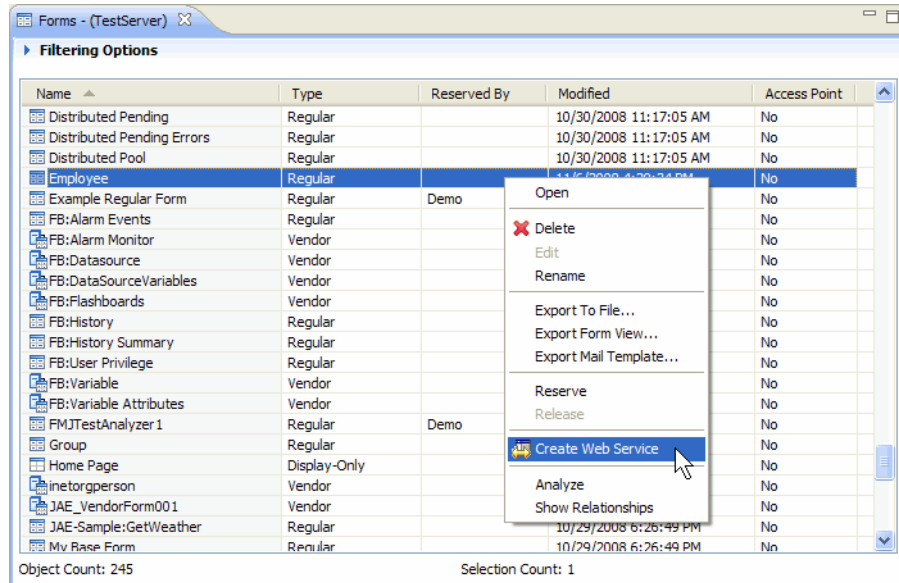 Forms - (TestServer)
Filtering Options
Name Type Reserved By Modified Access Point
Distributed Pending Regular 10/30/2008 11:17:05 AM No
Distributed Pending Errors Regular 10/30/2008 11:17:05 AM No
Distributed Pool Regular 10/30/2008 11:17:05 AM No
Employee Regular No
Example Regular Form Regular Demo No
FB:Alarm Events Regular No
FB:Alarm Monitor Vendor No
FB:Datasource Vendor No
FB:DataSourceVariables Vendor No
FB:Flashboards Vendor No
FB:History Regular No
FB:History Summary Regular No
FB:User Privilege Regular No
FB:Variable Vendor No
FB:Variable Attributes Vendor No
FMJTestAnalyzer1 Regular Demo No
Group Regular No
Home Page Display-Only No
inetorgperson Vendor No
JAE_VendorForm001 Vendor No
JAE-Sample:GetWeather Regular 10/29/2008 6:26:49 PM No
My Base Form Regular 10/29/2008 6:26:49 PM No
Open
Delete
Edit
Rename
Export To File...
Export Form View...
Export Mail Template...
Reserve
Release
Create Web Service
Analyze
Show Relationships
Object Count: 245 Selection Count: 1